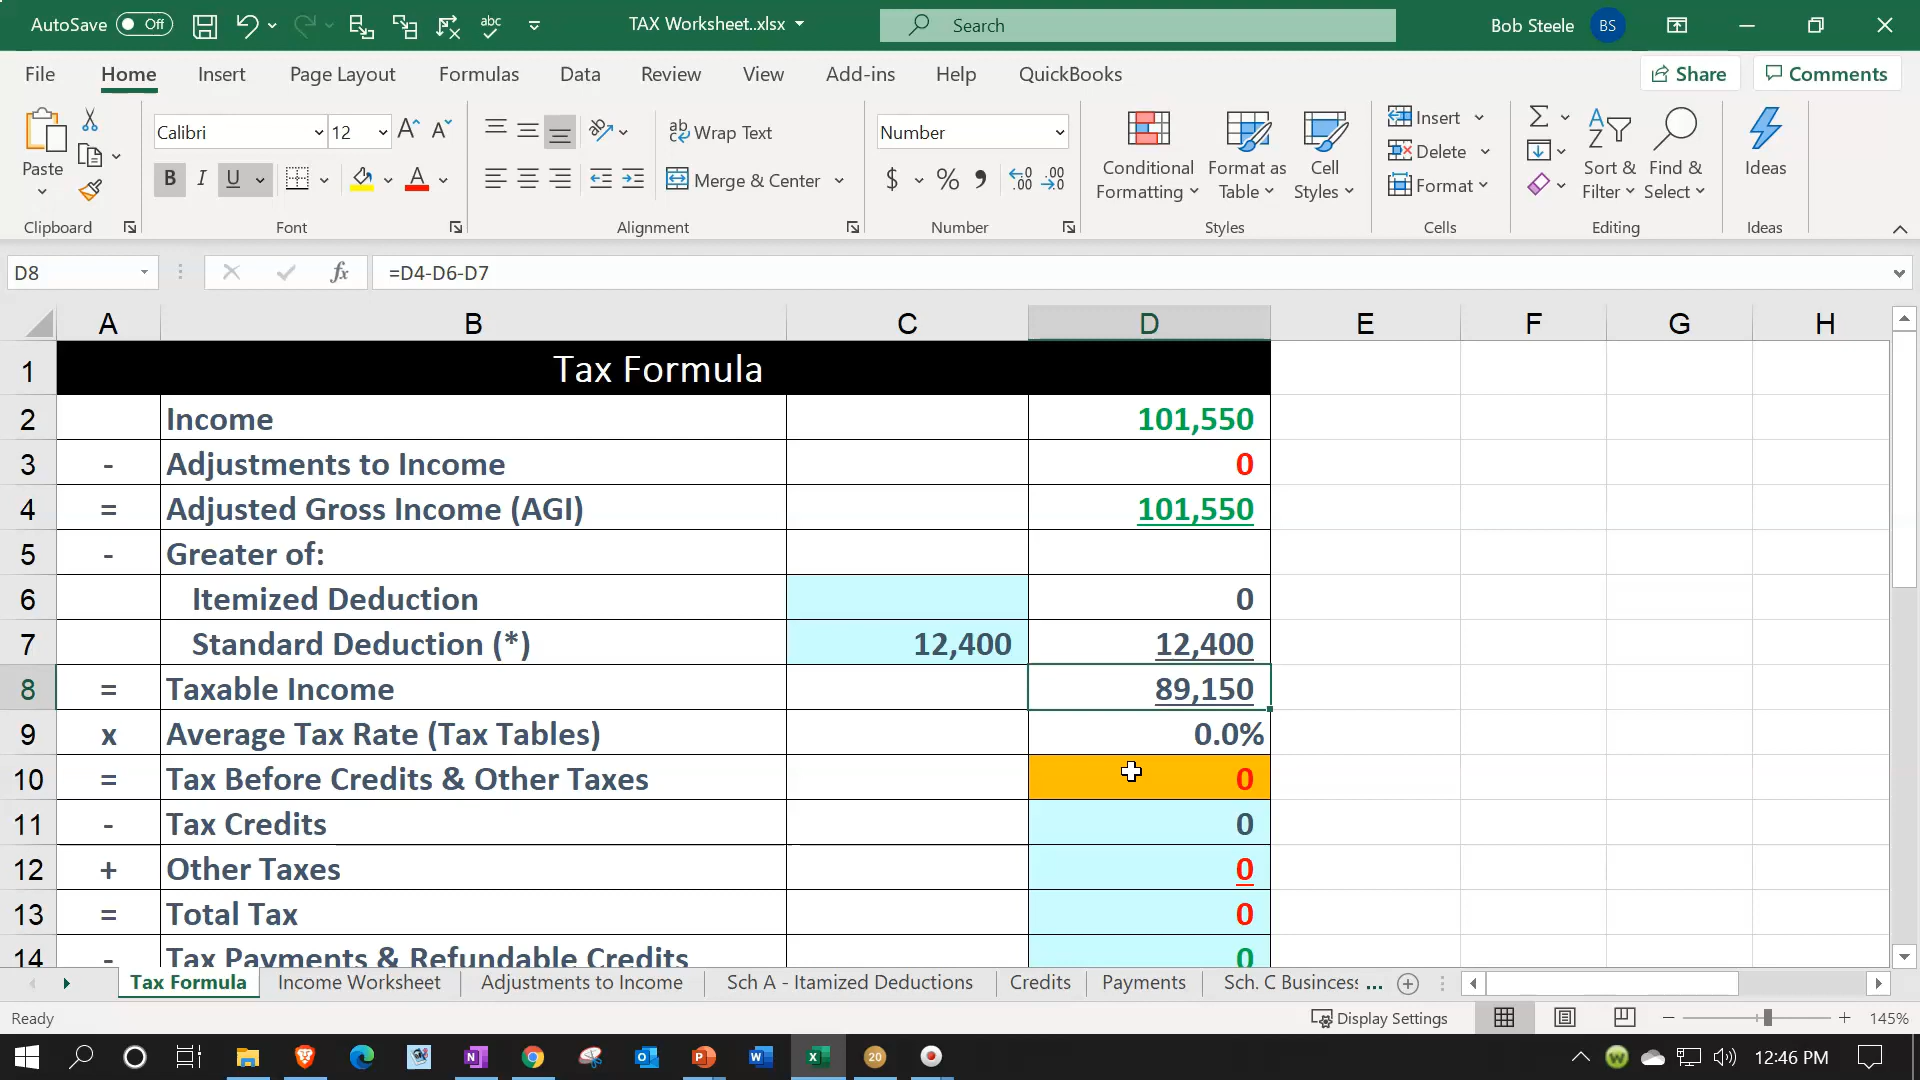 AutoSave Off abc TAX Worksheet..xlsx Search Bob Steele BS
File Home Insert Page Layout Formulas Data Review View Add-ins Help QuickBooks Share Comments
Paste Calibri 12 Wrap Text Number Conditional Formatting Format as Table Cell Styles Insert Sort & Filter Find & Select Ideas
B I U Merge & Center $ % Delete
Format
Clipboard Font Alignment Number Styles Cells Editing Ideas
D8 fx =D4-D6-D7
A B C D E F G H
1 Tax Formula
2 Income 101,550
3 - Adjustments to Income 0
4 = Adjusted Gross Income (AGI) 101,550
5 - Greater of:
6 Itemized Deduction 0
7 Standard Deduction (*) 12,400 12,400
8 = Taxable Income 89,150
9 x Average Tax Rate (Tax Tables) 0.0%
10 = Tax Before Credits & Other Taxes 0
11 - Tax Credits 0
12 + Other Taxes 0
13 = Total Tax 0
14 - Tax Payments & Refundable Credits 0
Tax Formula Income Worksheet Adjustments to Income Sch A - Itamized Deductions Credits Payments Sch. C Busincess ...
Ready Display Settings 145%
20 12:46 PM